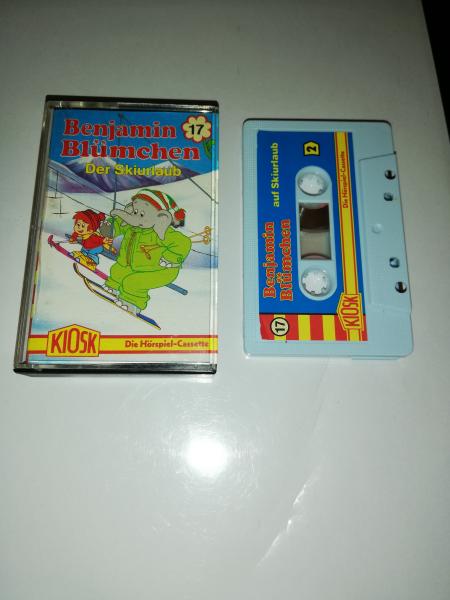 Benjamin
Blümchen
17
Der Skiurlaub
KIOSK
Die Hörspiel-Cassette
17
Benjamin
Blümchen
auf Skiurlaub
2
KIOSK
Die Hörspiel-Cassette